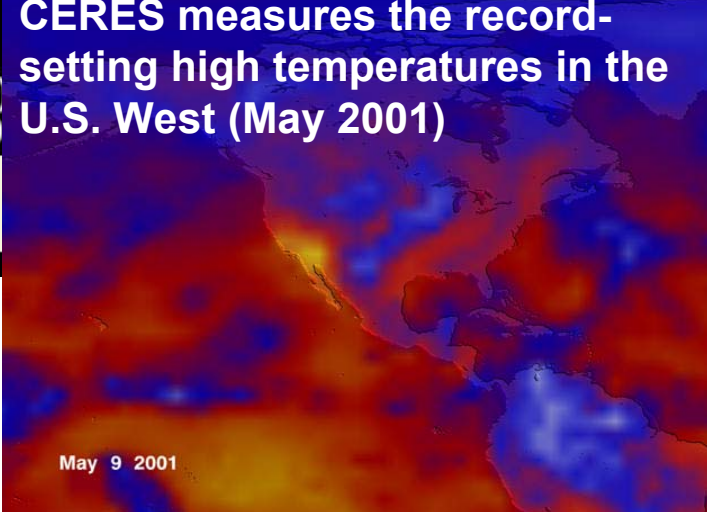 CERES measures the record-
setting high temperatures in the
U.S. West (May 2001)
May 9 2001